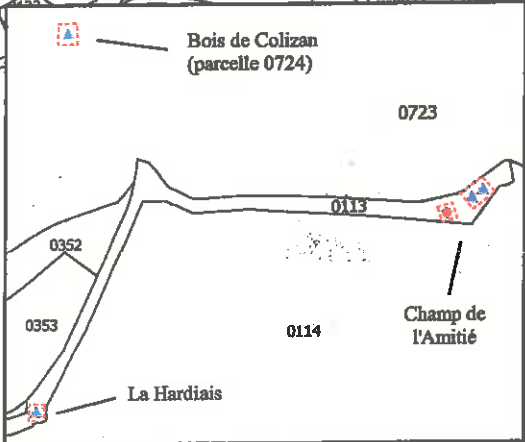 Bois de Colizan
(parcelle 0724)
0723
0113
0352
0353
0114
Champ de
l'Amitié
La Hardiais